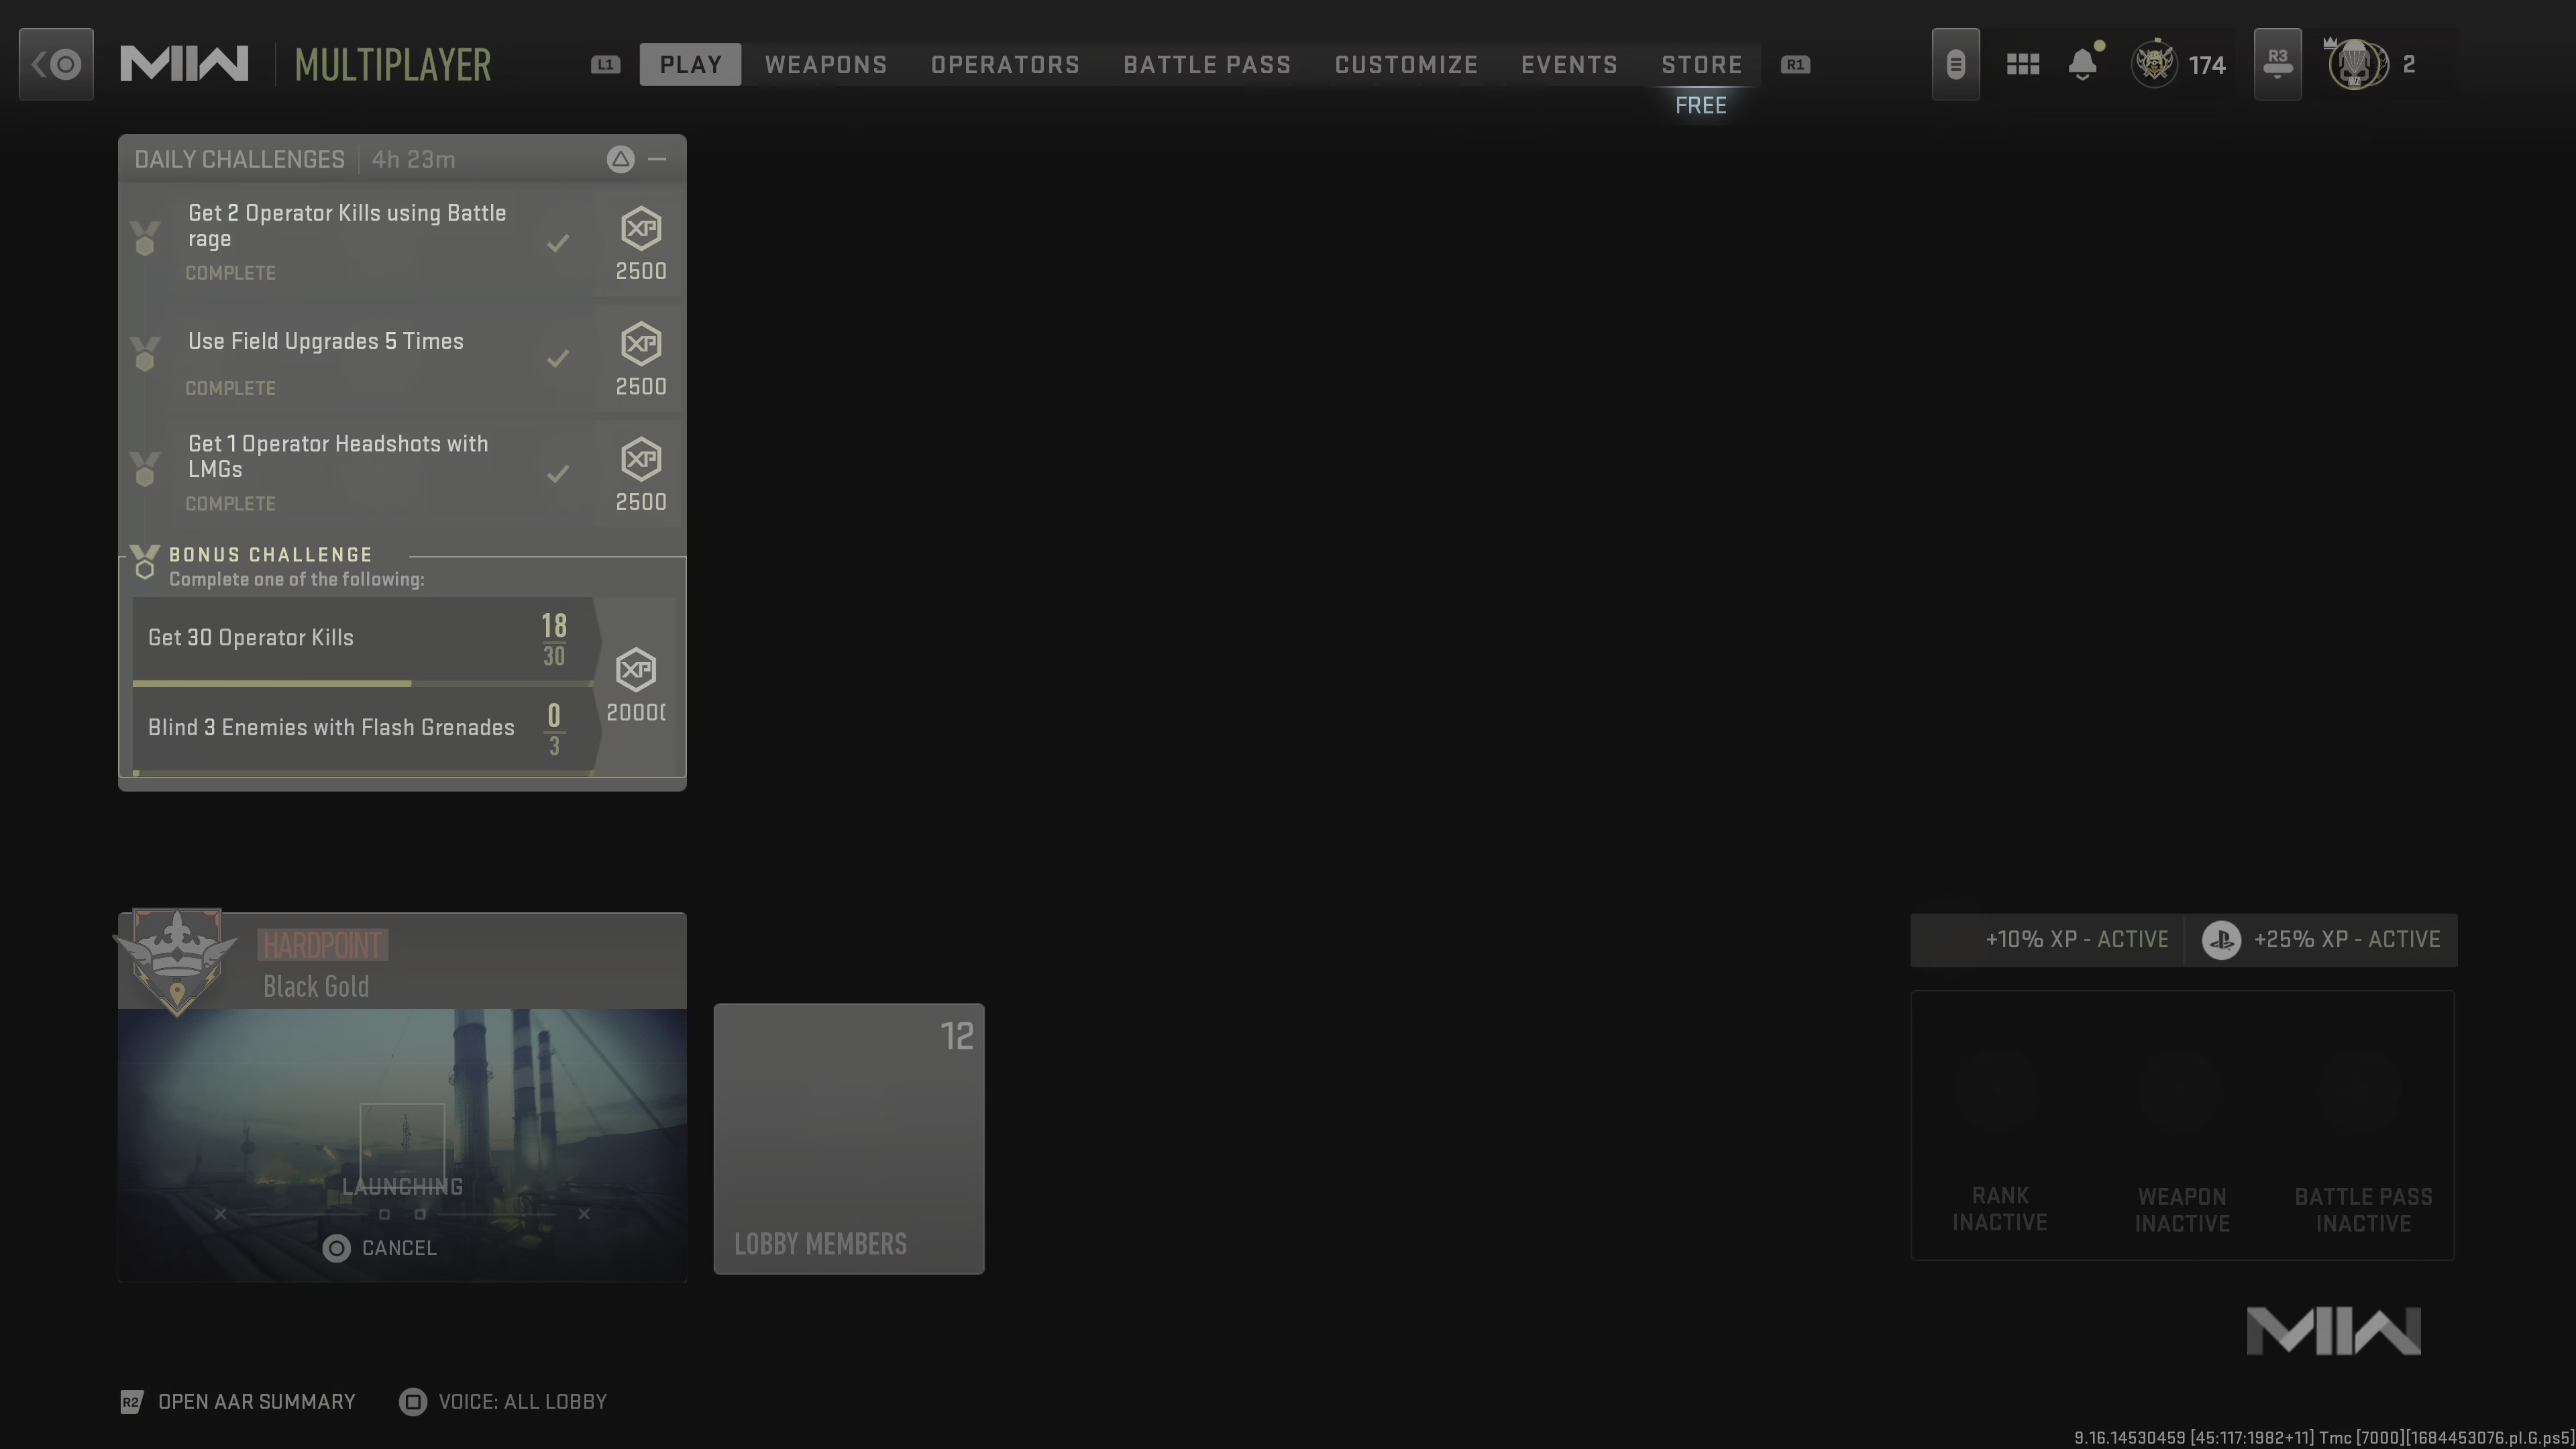 MW MULTIPLAYER
L1 PLAY WEAPONS OPERATORS BATTLE PASS CUSTOMIZE EVENTS STORE R1
FREE
174 R3 2
DAILY CHALLENGES 4h 23m
Get 2 Operator Kills using Battle
rage
COMPLETE
XP
2500
Use Field Upgrades 5 Times
COMPLETE
XP
2500
Get 1 Operator Headshots with
LMGs
COMPLETE
XP
2500
BONUS CHALLENGE
Complete one of the following:
Get 30 Operator Kills
18
30
XP
Blind 3 Enemies with Flash Grenades
0
3
HARDPOINT
Black Gold
LAUNCHING
CANCEL
12
LOBBY MEMBERS
+10% XP - ACTIVE
+25% XP - ACTIVE
RANK
INACTIVE
WEAPON
INACTIVE
BATTLE PASS
INACTIVE
MW
R2 OPEN AAR SUMMARY
VOICE: ALL LOBBY
9.16.14530459 [45:117:1982+11] Tmc [7000][1684453076.pl.G.ps5]